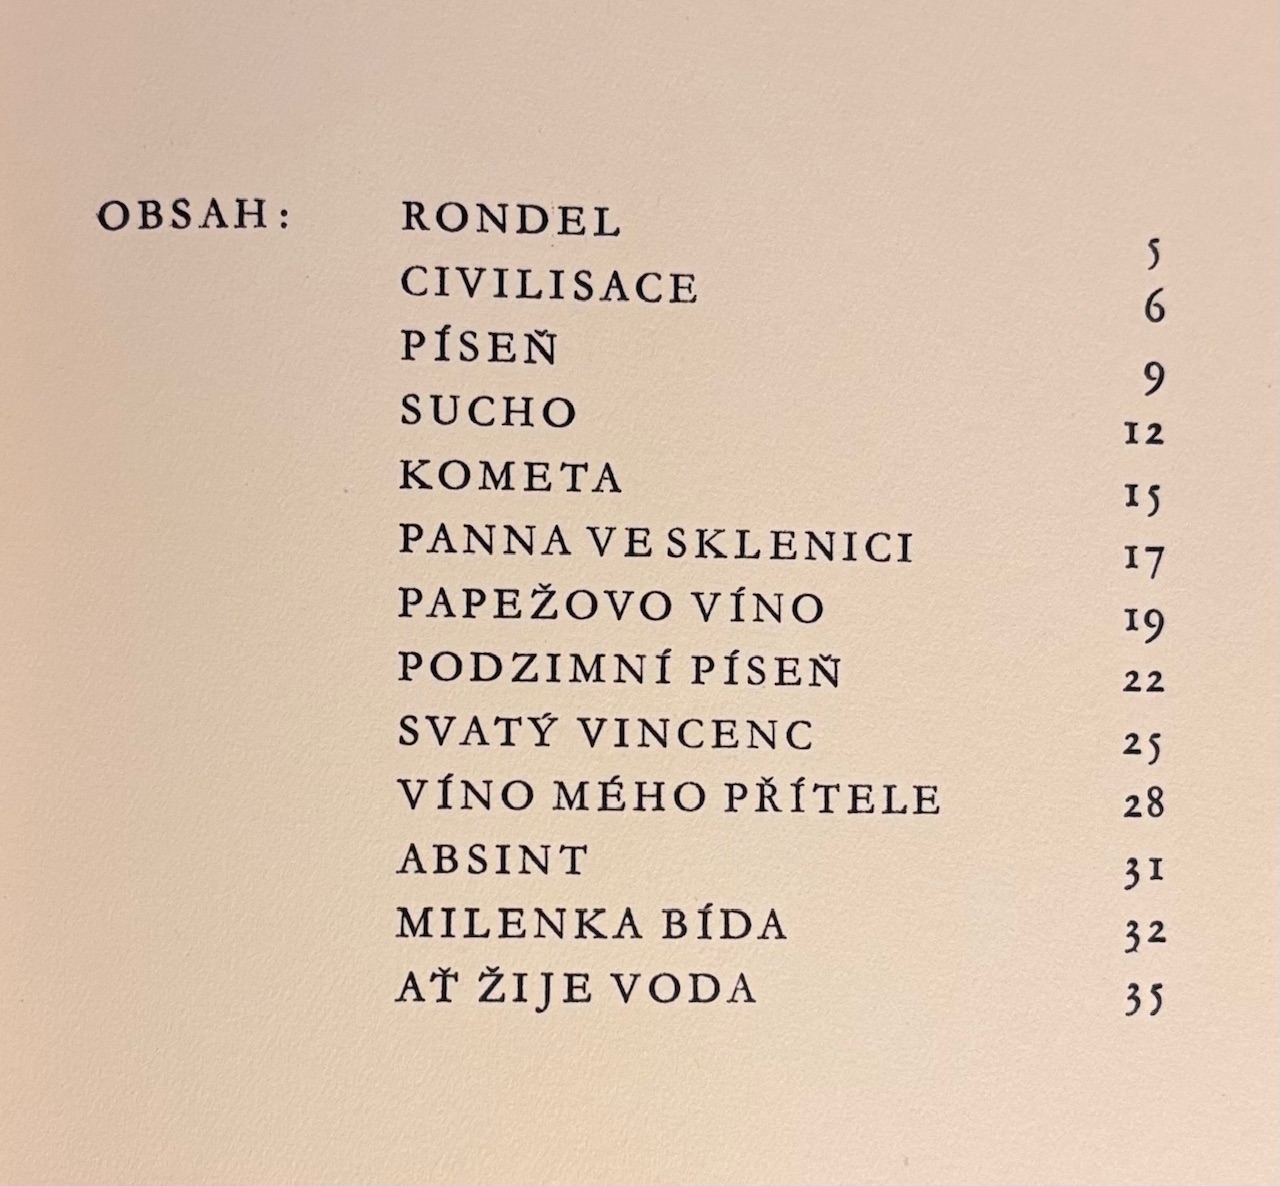 OBSAH: RONDEL 5
CIVILISACE 6
PÍSEŇ 9
SUCHO 12
KOMETA 15
PANNA VE SKLENICI 17
PAPEŽOVO VÍNO 19
PODZIMNÍ PÍSEŇ 22
SVATÝ VINCENC 25
VÍNO MÉHO PŘÍTELE 28
ABSINT 31
MILENKA BÍDA 32
AŤ ŽIJE VODA 35